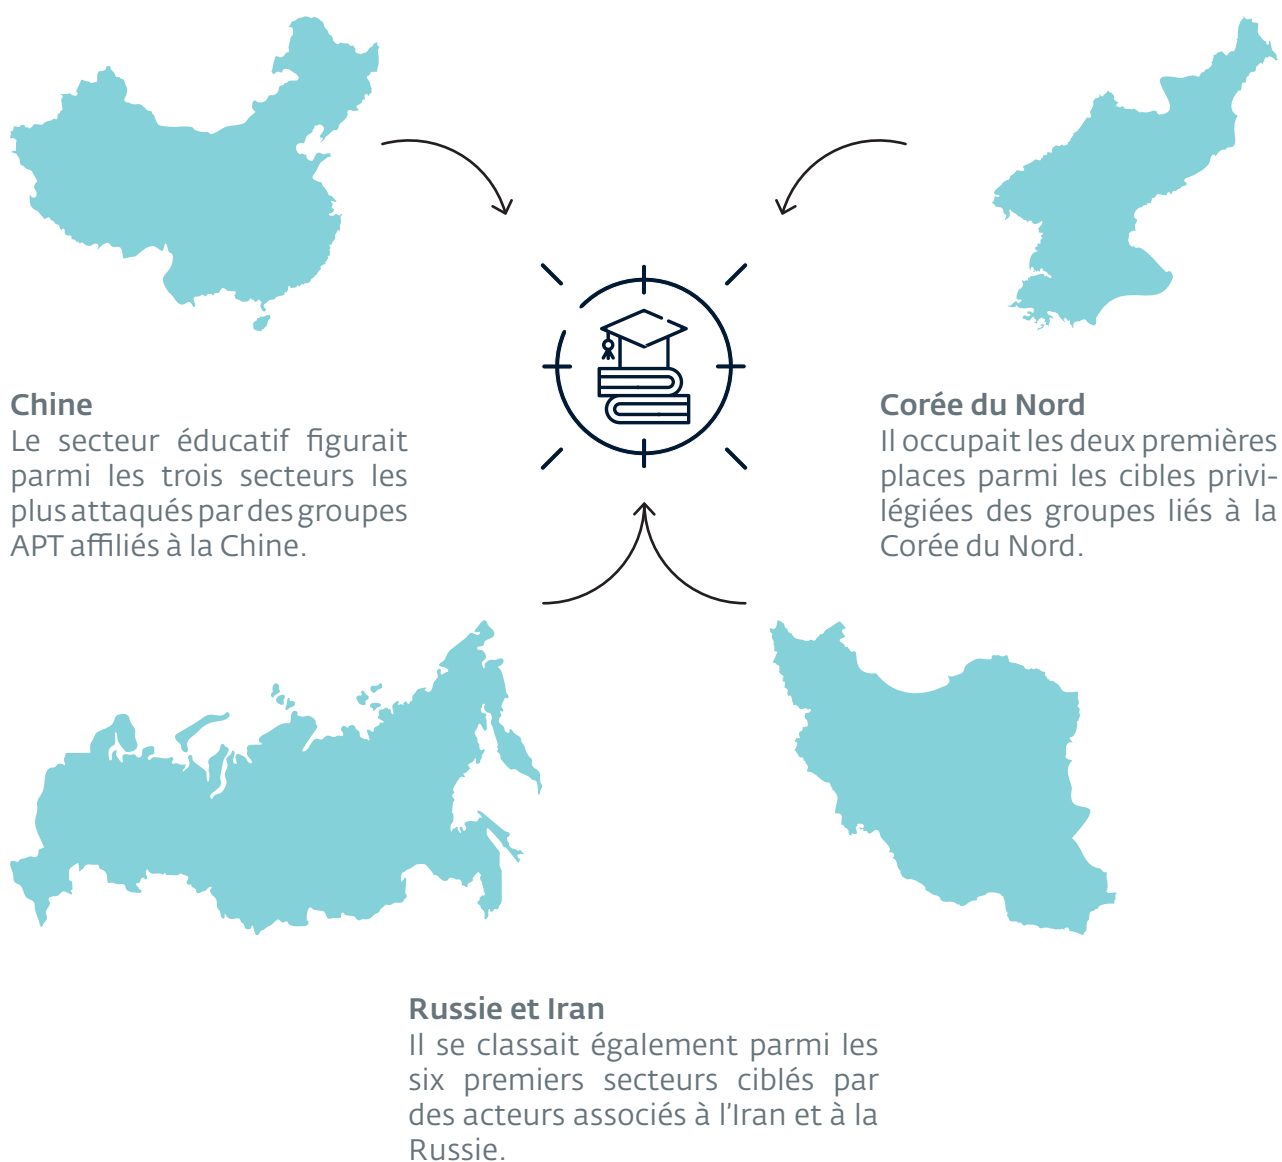 Chine
Le secteur éducatif figurait
parmi les trois secteurs les
plus attaqués par des groupes
APT affiliés à la Chine.
Corée du Nord
Il occupait les deux premières
places parmi les cibles privi-
légiées des groupes liés à la
Corée du Nord.
Russie et Iran
Il se classait également parmi les
six premiers secteurs ciblés par
des acteurs associés à l'Iran et à la
Russie.